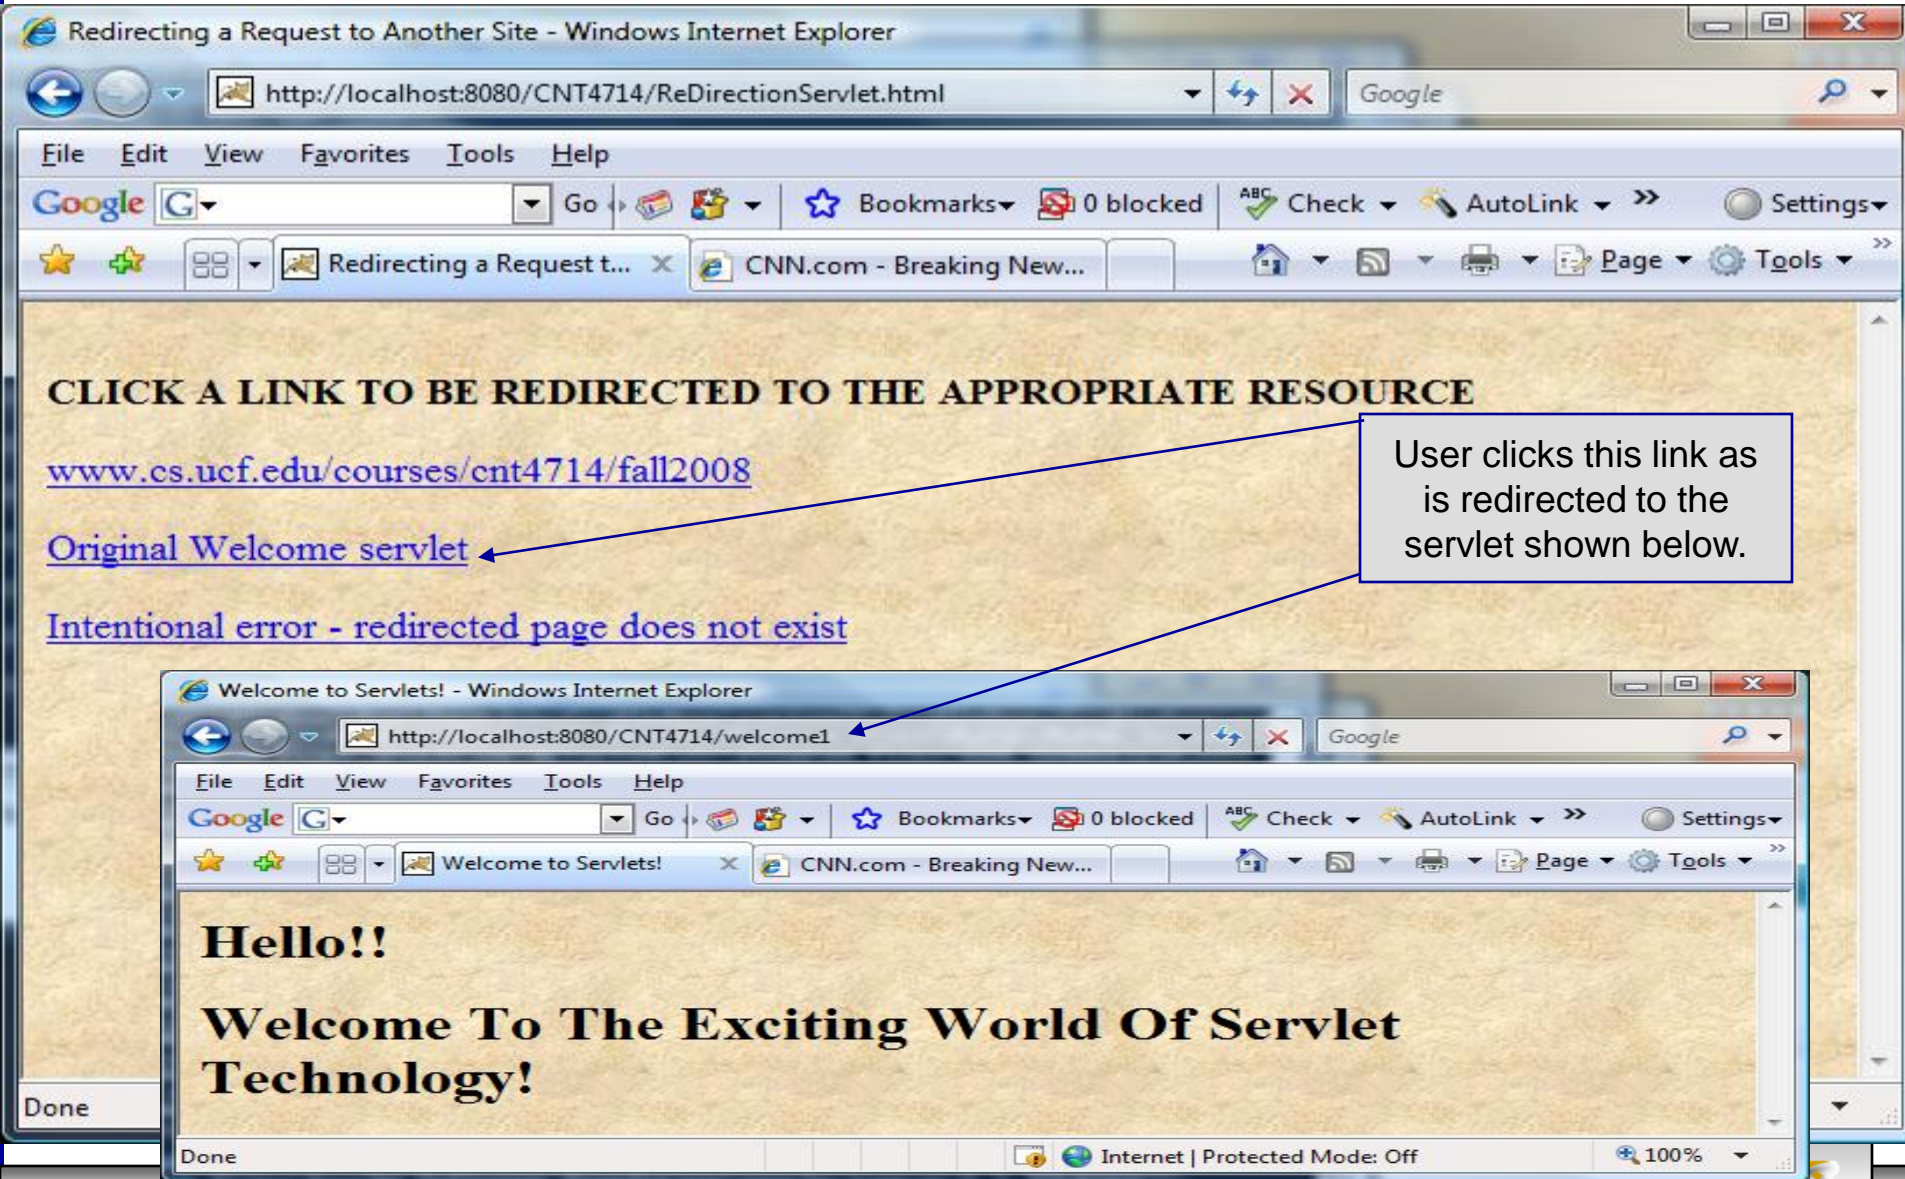 Redirecting a Request to Another Site - Windows Internet Explorer
http://localhost:8080/CNT4714/ReDirectionServlet.html
Google
File Edit View Favorites Tools Help
Google G Go Bookmarks 0 blocked ABC Check AutoLink >> Settings
Redirecting a Request t... X CNN.com - Breaking New... Page Tools >>
CLICK A LINK TO BE REDIRECTED TO THE APPROPRIATE RESOURCE
www.cs.ucf.edu/courses/cnt4714/fall2008
Original Welcome servlet
Intentional error - redirected page does not exist
User clicks this link as
is redirected to the
servlet shown below.
Welcome to Servlets! - Windows Internet Explorer
http://localhost:8080/CNT4714/welcome1
Google
File Edit View Favorites Tools Help
Google G Go Bookmarks 0 blocked ABC Check AutoLink >> Settings
Welcome to Servlets! X CNN.com - Breaking New... Page Tools >>
Hello!!
Welcome To The Exciting World Of Servlet
Technology!
Done
Done Internet | Protected Mode: Off 100%